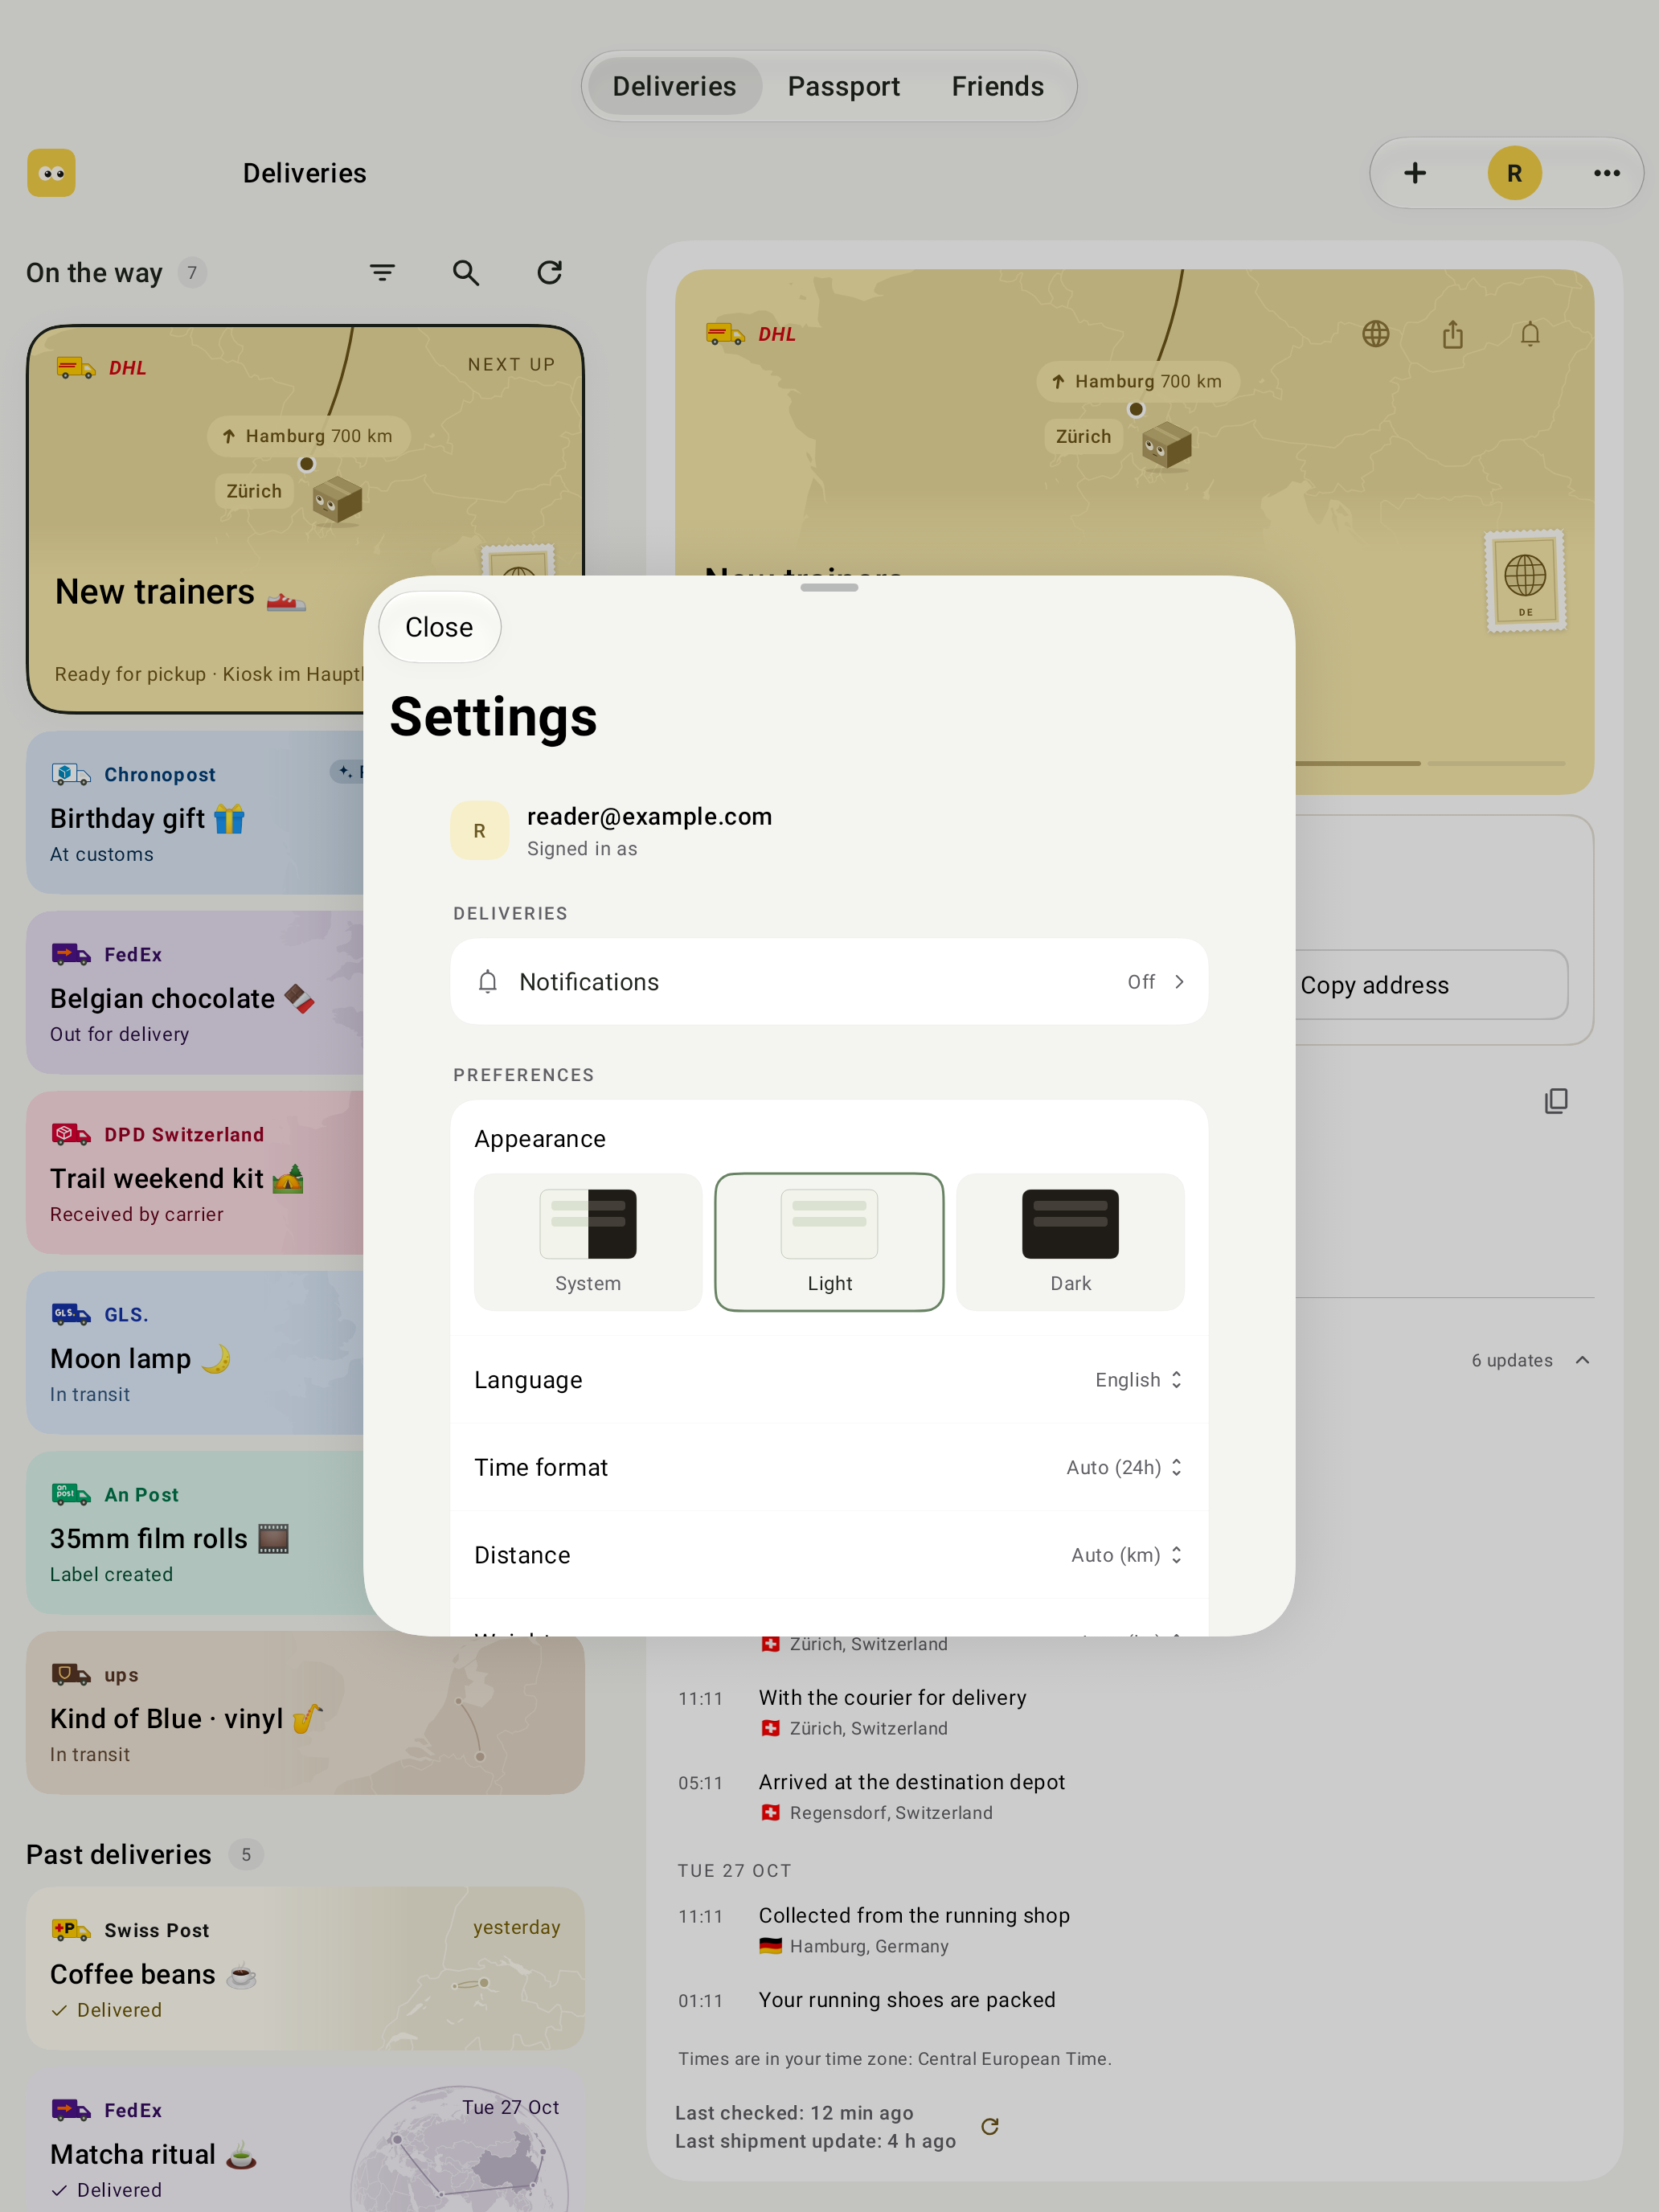 Deliveries Passport Friends
Deliveries
R
On the way 7
DHL
NEXT UP
Hamburg 700 km
Zürich
New trainers
Ready for pickup · Kiosk im
Chronopost
Birthday gift
At customs
FedEx
Belgian chocolate
Out for delivery
DPD Switzerland
Trail weekend kit
Received by carrier
GLS.
GLS.
Moon lamp
In transit
an post
An Post
35mm film rolls
Label created
ups
Kind of Blue · vinyl
In transit
Past deliveries 5
P
Swiss Post
yesterday
Coffee beans
Delivered
FedEx
Tue 27 Oct
Matcha ritual
Delivered
DHL
Hamburg 700 km
Zürich
New trainers
DE
Copy address
6 updates
Close
Settings
R
reader@example.com
Signed in as
DELIVERIES
Notifications Off
PREFERENCES
Appearance
System Light Dark
Language English
Time format Auto (24h)
Distance Auto (km)
Zürich, Switzerland
11:11 With the courier for delivery
Zürich, Switzerland
05:11 Arrived at the destination depot
Regensdorf, Switzerland
TUE 27 OCT
11:11 Collected from the running shop
Hamburg, Germany
01:11 Your running shoes are packed
Times are in your time zone: Central European Time.
Last checked: 12 min ago
Last shipment update: 4 h ago